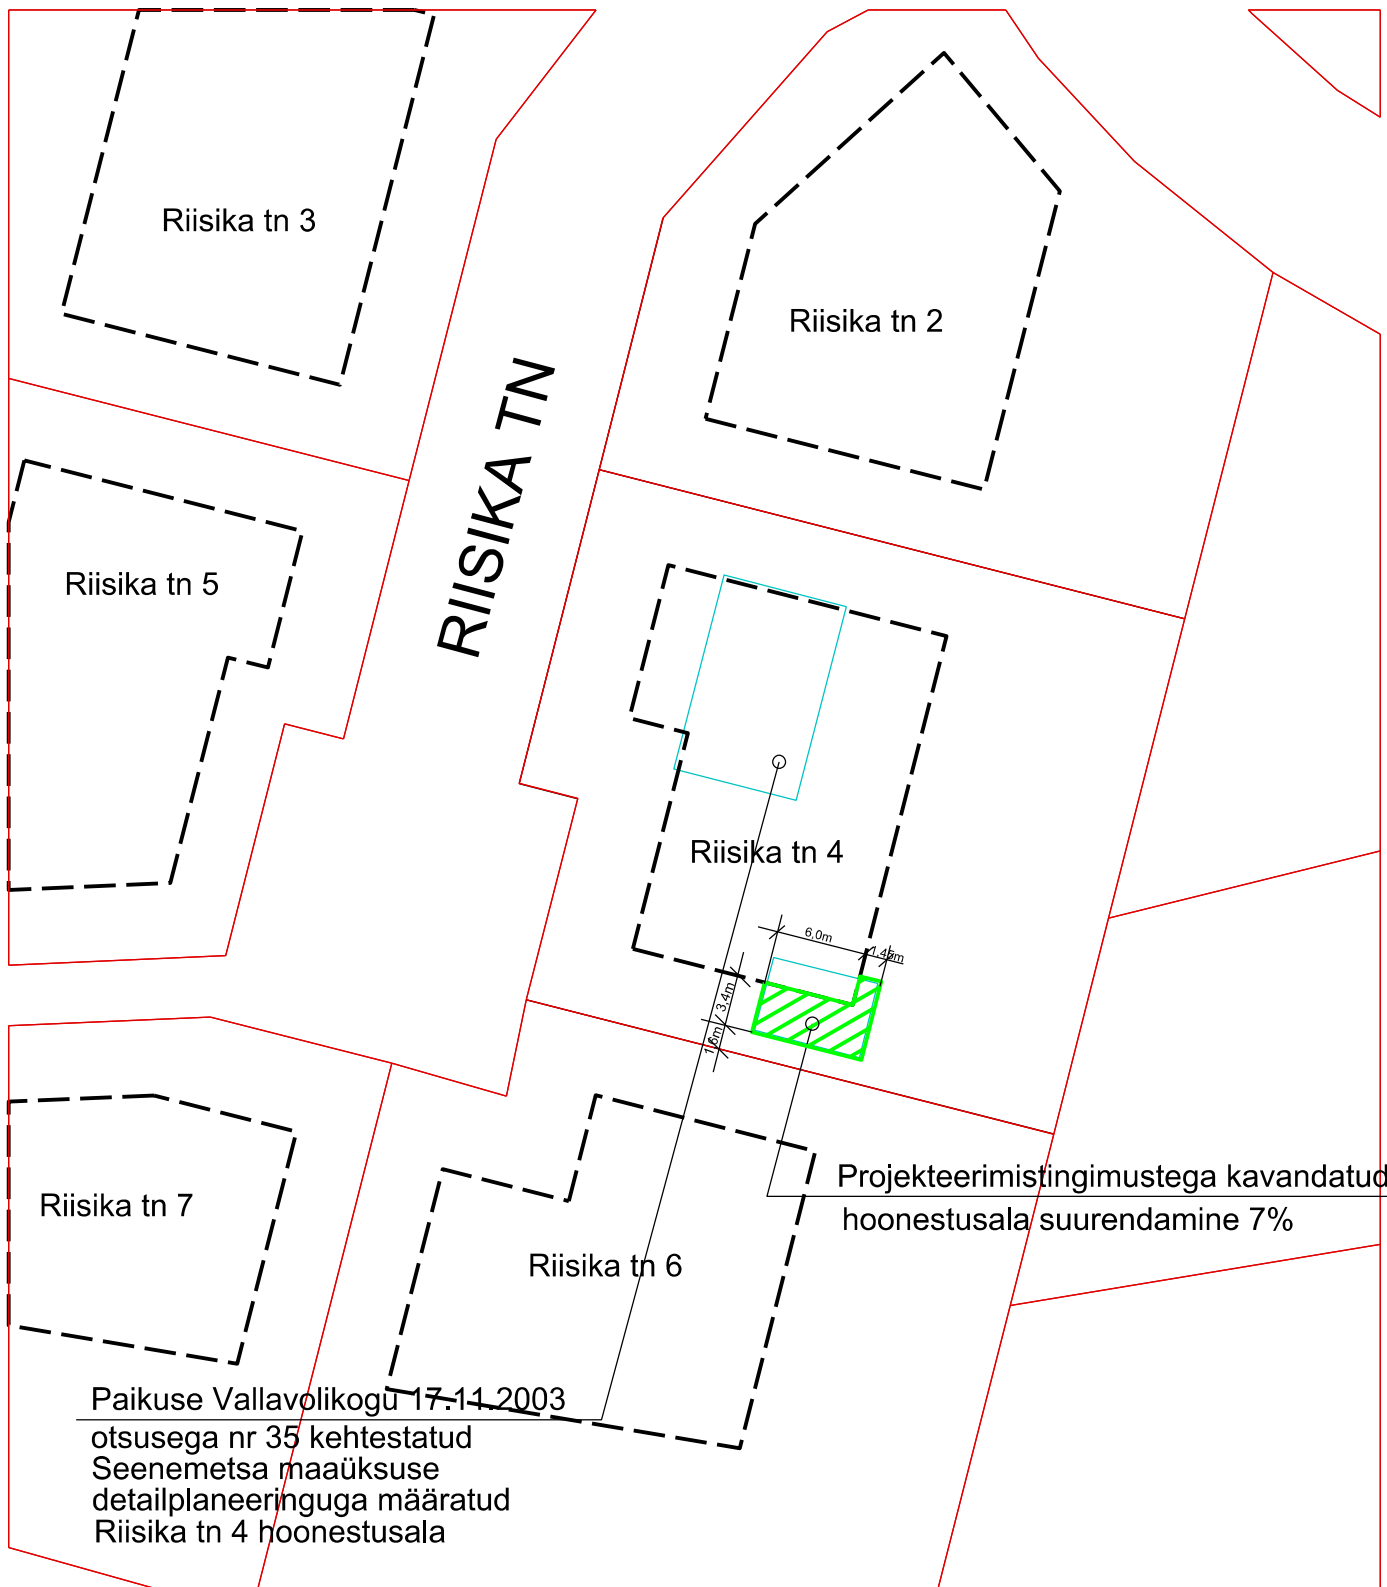 Riisika tn 3
Riisika tn 2
RIISIKA TN
Riisika tn 5
Riisika tn 4
6,0m
1,45m
3,4m
1,6m
Riisika tn 7
Projekteerimistingimustega kavandatud
hoonestusala suurendamine 7%
Riisika tn 6
Paikuse Vallavolikogu 17.11.2003
otsusega nr 35 kehtestatud
Seenemetsa maaüksuse
detailplaneeringuga määratud
Riisika tn 4 hoonestusala